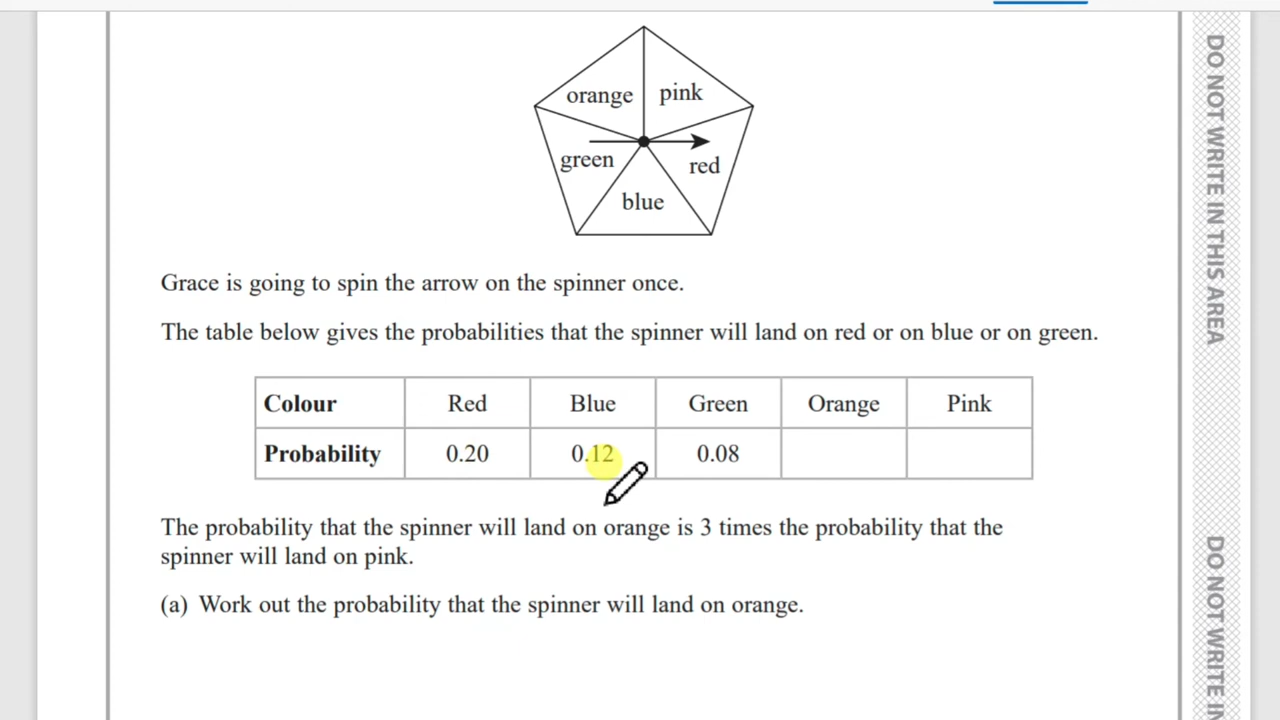 orange pink
green red
blue
Grace is going to spin the arrow on the spinner once.
The table below gives the probabilities that the spinner will land on red or on blue or on green.
Colour Red Blue Green Orange Pink
Probability 0.20 0.12 0.08
The probability that the spinner will land on orange is 3 times the probability that the
spinner will land on pink.
(a) Work out the probability that the spinner will land on orange.
DO NOT WRITE IN THIS AREA
DO NOT WRITE IN